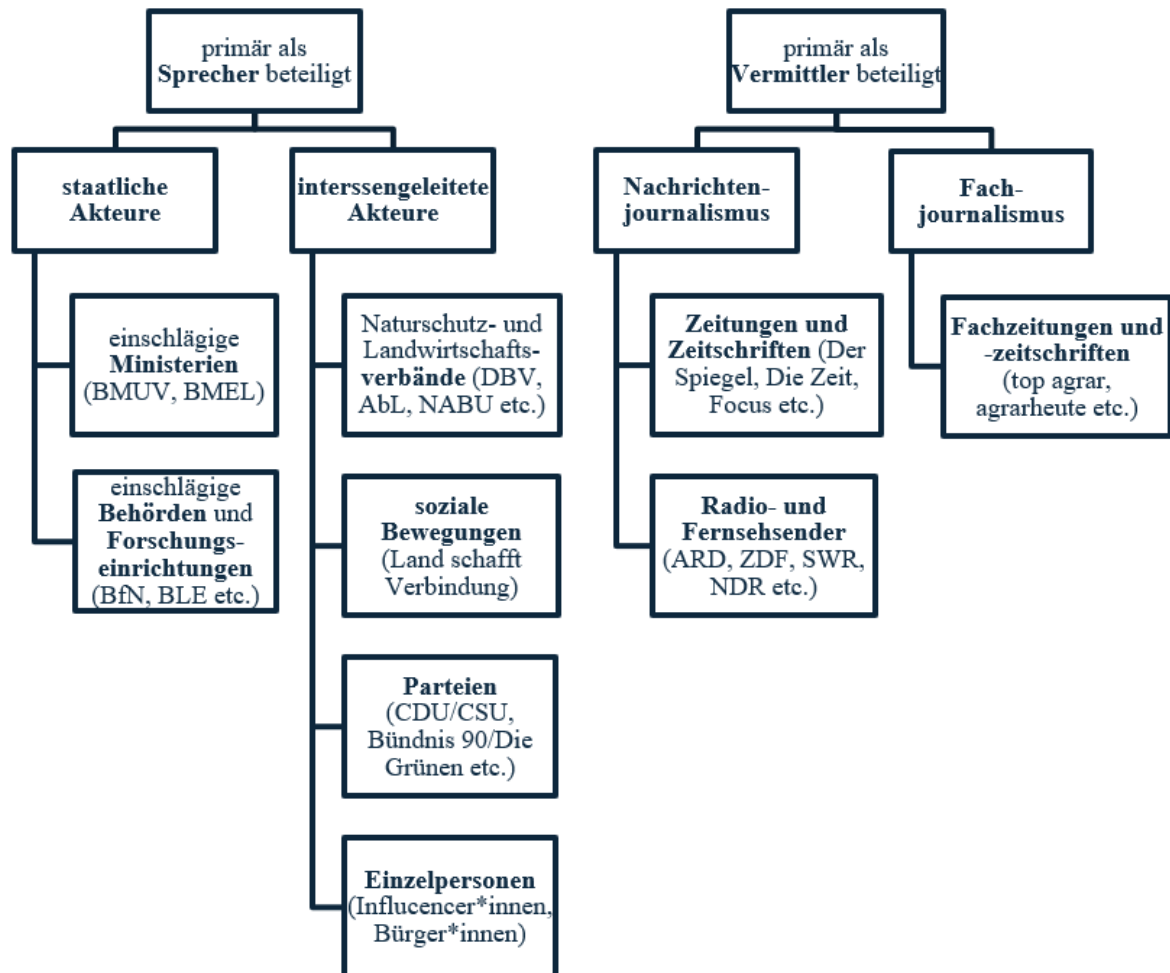 primär als
Sprecher beteiligt
primär als
Vermittler beteiligt
staatliche
Akteure
interssengeleitete
Akteure
Nachrichten-
journalismus
Fach-
journalismus
einschlägige
Ministerien
(BMUV, BMEL)
Naturschutz- und
Landwirtschafts-
verbände (DBV,
AbL, NABU etc.)
Zeitungen und
Zeitschriften (Der
Spiegel, Die Zeit,
Focus etc.)
Fachzeitungen und
-zeitschriften
(top agrar,
agrarheute etc.)
einschlägige
Behörden und
Forschungs-
einrichtungen
(BfN, BLE etc.)
soziale
Bewegungen
(Land schafft
Verbindung)
Radio- und
Fernsehsender
(ARD, ZDF, SWR,
NDR etc.)
Parteien
(CDU/CSU,
Bündnis 90/Die
Grünen etc.)
Einzelpersonen
(Influcencer*innen,
Bürger*innen)